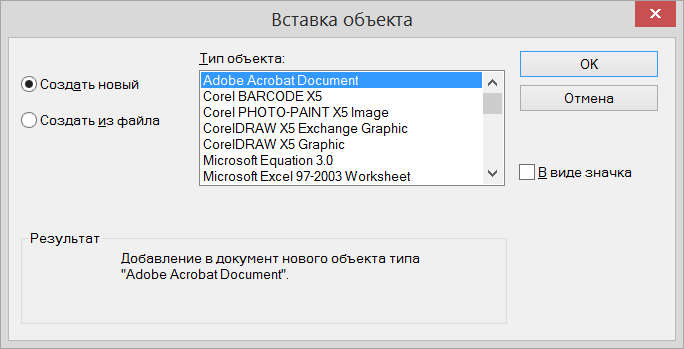 Вставка объекта
Тип объекта:
Создать новый
Создать из файла
Adobe Acrobat Document
Corel BARCODE X5
Corel PHOTO-PAINT X5 Image
CorelDRAW X5 Exchange Graphic
CorelDRAW X5 Graphic
Microsoft Equation 3.0
Microsoft Excel 97-2003 Worksheet
OK
Отмена
В виде значка
Результат
Добавление в документ нового объекта типа
"Adobe Acrobat Document".